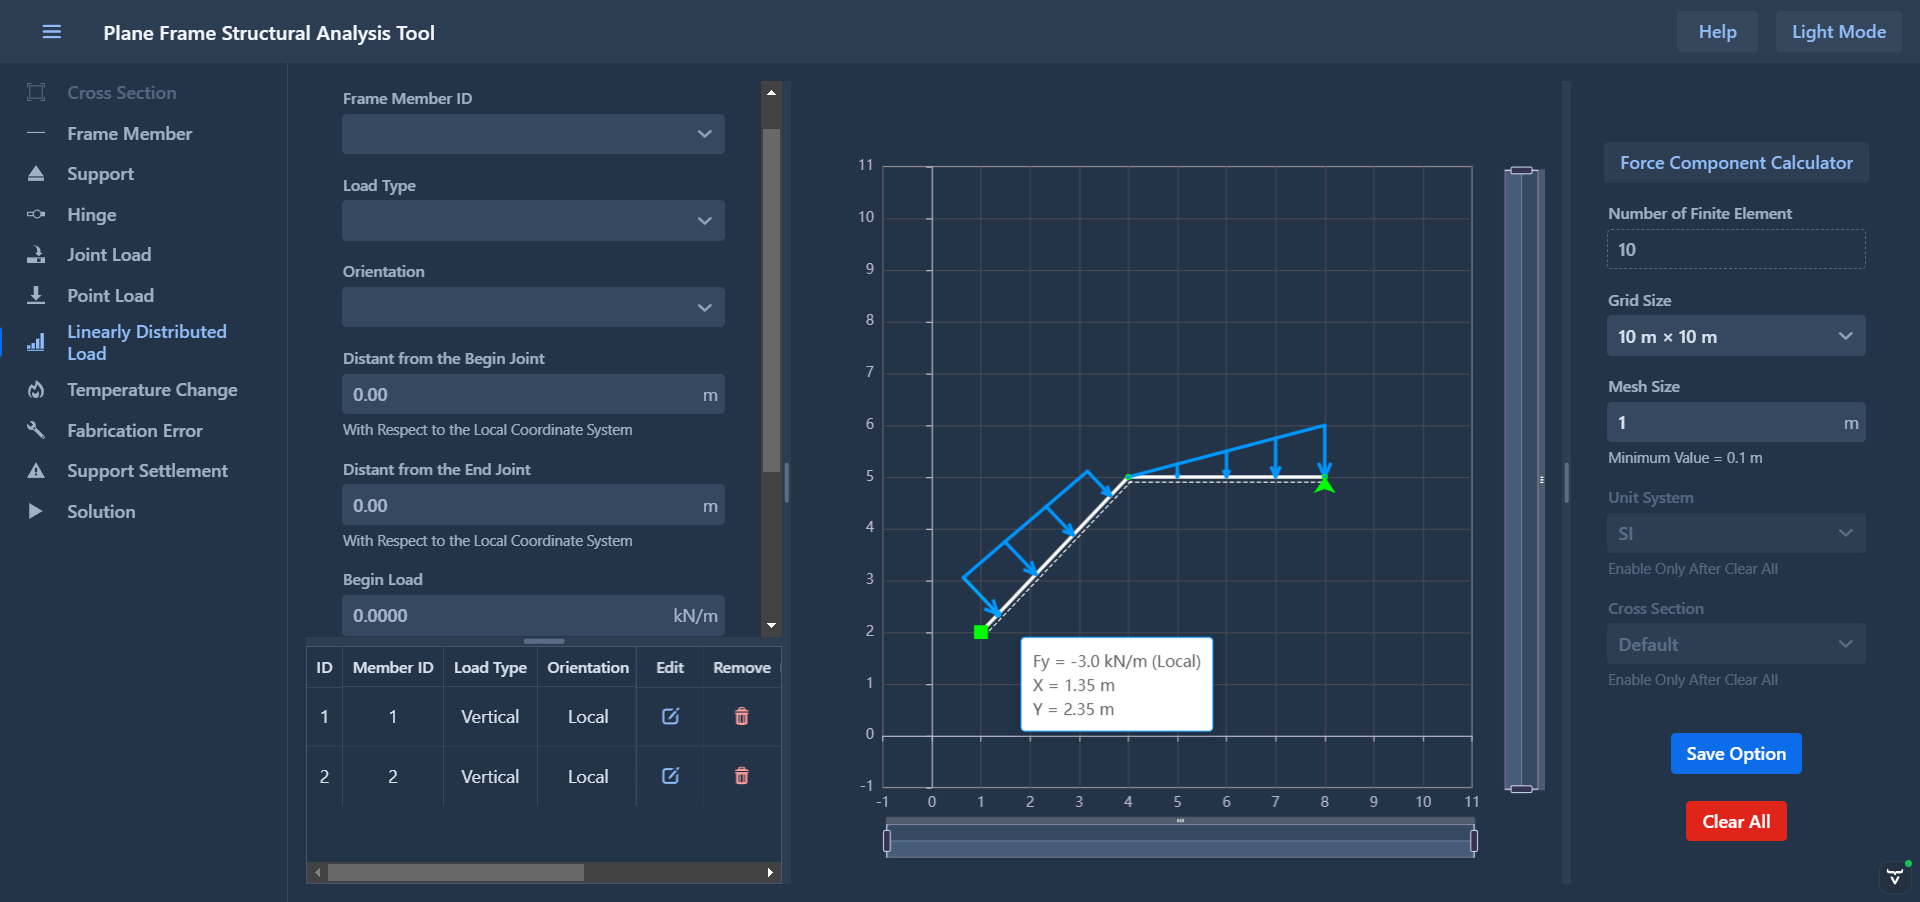 Plane Frame Structural Analysis Tool
Help
Light Mode
Cross Section
Frame Member
Support
Hinge
Joint Load
Point Load
Linearly Distributed
Load
Temperature Change
Fabrication Error
Support Settlement
Solution
Frame Member ID
Load Type
Orientation
Distant from the Begin Joint
0.00 m
With Respect to the Local Coordinate System
Distant from the End Joint
0.00 m
With Respect to the Local Coordinate System
Begin Load
0.0000 kN/m
ID Member ID Load Type Orientation Edit Remove
1 1 Vertical Local
2 2 Vertical Local
11
10
9
8
7
6
5
4
3
2
1
0
-1
-1 0 1 2 3 4 5 6 7 8 9 10 11
Fy = -3.0 kN/m (Local)
X = 1.35 m
Y = 2.35 m
Force Component Calculator
Number of Finite Element
10
Grid Size
10 m × 10 m
Mesh Size
1 m
Minimum Value = 0.1 m
Unit System
SI
Enable Only After Clear All
Cross Section
Default
Enable Only After Clear All
Save Option
Clear All